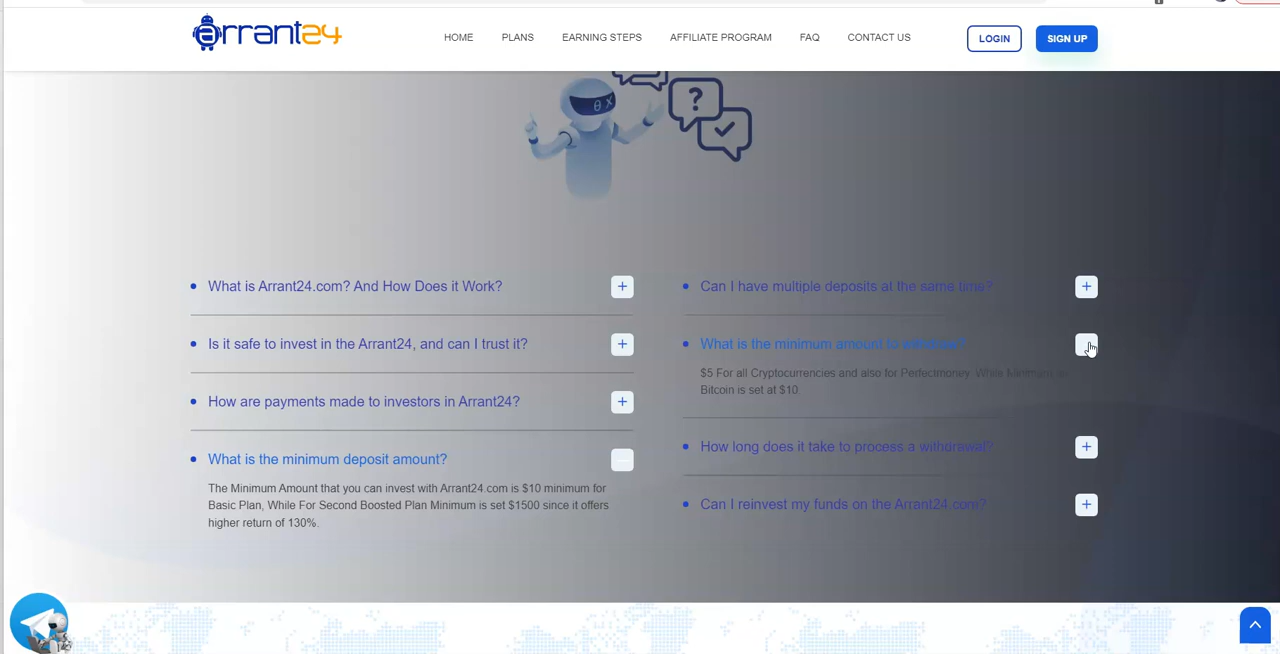 arrant24
HOME
PLANS
EARNING STEPS
AFFILIATE PROGRAM
FAQ
CONTACT US
LOGIN
SIGN UP
?
What is Arrant24.com? And How Does it Work?
Is it safe to invest in the Arrant24, and can I trust it?
How are payments made to investors in Arrant24?
What is the minimum deposit amount?
The Minimum Amount that you can invest with Arrant24.com is $10 minimum for
Basic Plan, While For Second Boosted Plan Minimum is set $1500 since it offers
higher return of 130%.
Can I have multiple deposits at the same time?
What is the minimum amount to withdraw?
$5 For all Cryptocurrencies and also for Perfectmoney. While Minimum
Bitcoin is set at $10
How long does it take to process a withdrawal?
Can I reinvest my funds on the Arrant24.com?